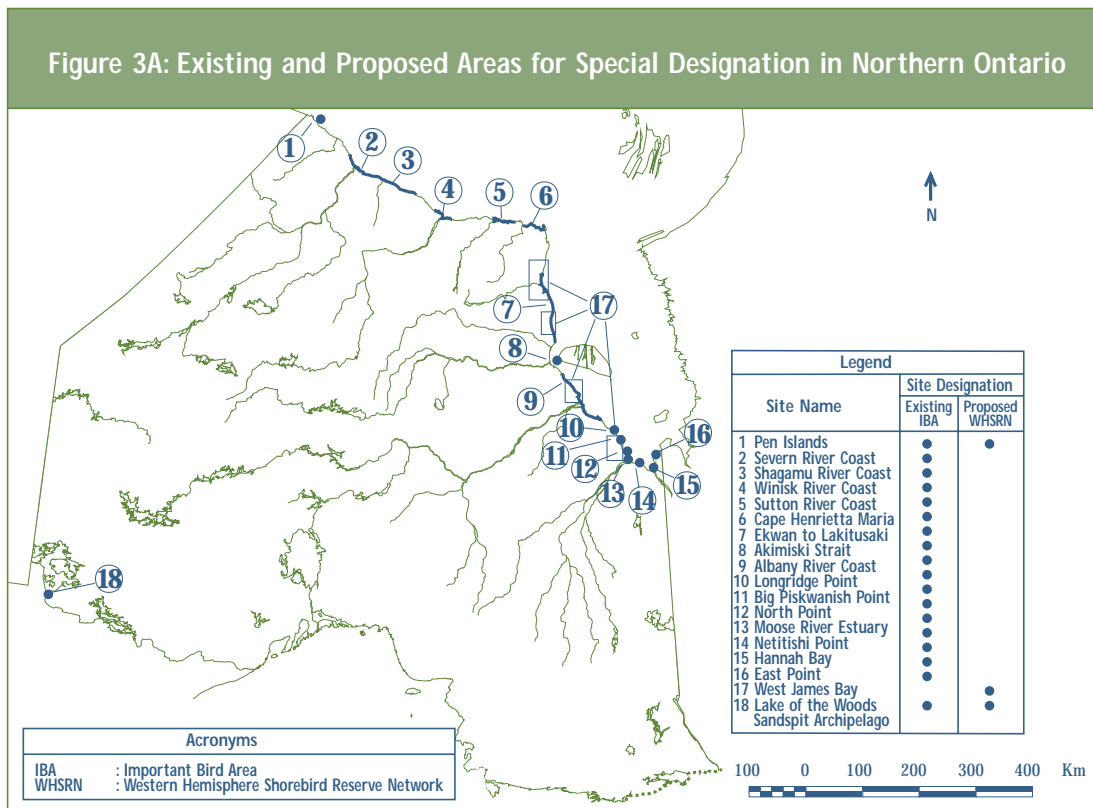 Figure 3A: Existing and Proposed Areas for Special Designation in Northern Ontario
1
2
3
4
5
6
N
7
17
8
9
10
16
11
12
13
14
15
18
Legend
Site Name
Site Designation
Existing IBA
Proposed WHSRN
1 Pen Islands
2 Severn River Coast
3 Shagamu River Coast
4 Winisk River Coast
5 Sutton River Coast
6 Cape Henrietta Maria
7 Ekwan to Lakitusaki
8 Akimiski Strait
9 Albany River Coast
10 Longridge Point
11 Big Piskwanish Point
12 North Point
13 Moose River Estuary
14 Netitishi Point
15 Hannah Bay
16 East Point
17 West James Bay
18 Lake of the Woods
Sandspit Archipelago
Acronyms
IBA : Important Bird Area
WHSRN : Western Hemisphere Shorebird Reserve Network
100 0 100 200 300 400 Km